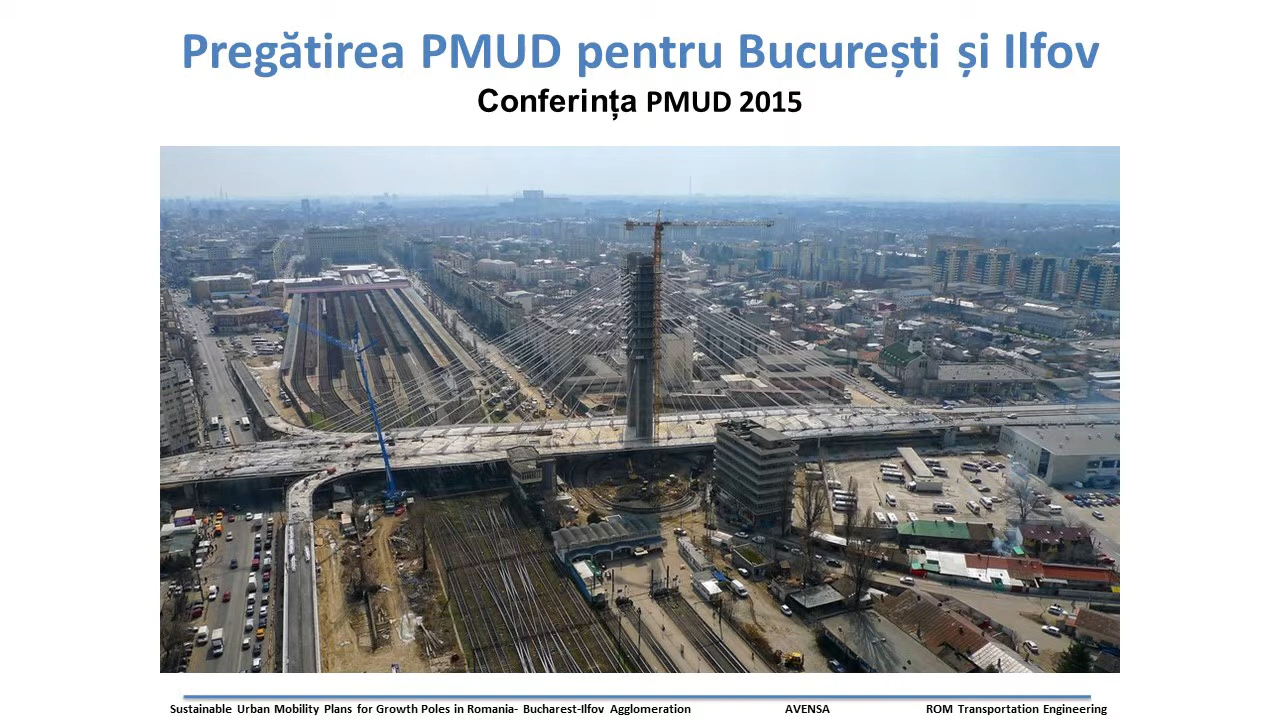 Pregătirea PMUD pentru București și Ilfov
Conferința PMUD 2015
Sustainable Urban Mobility Plans for Growth Poles in Romania- Bucharest-Ilfov Agglomeration AVENSA ROM Transportation Engineering